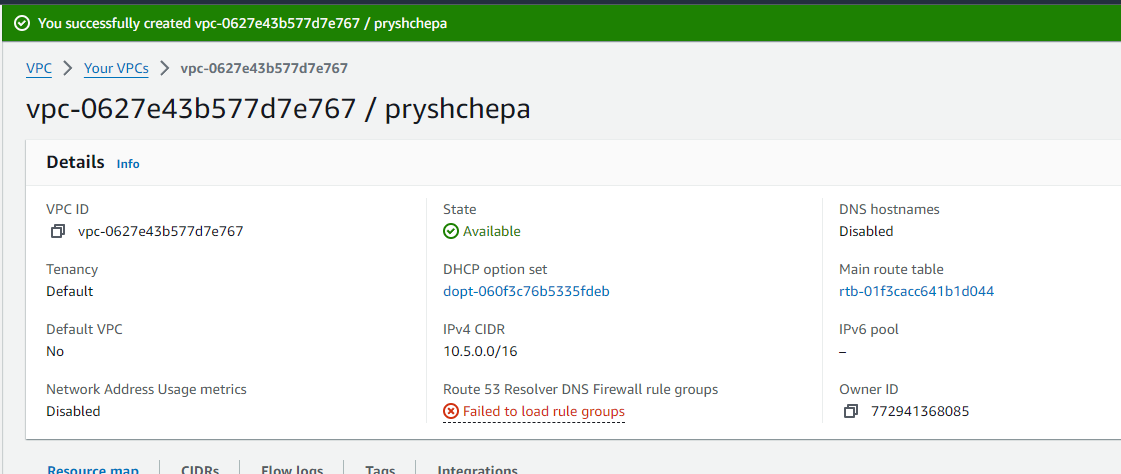 You successfully created vpc-0627e43b577d7e767 / pryshchepa
VPC > Your VPCs > vpc-0627e43b577d7e767
vpc-0627e43b577d7e767 / pryshchepa
Details Info
VPC ID
vpc-0627e43b577d7e767
State
Available
DNS hostnames
Disabled
Tenancy
Default
DHCP option set
dopt-060f3c76b5335fdeb
Main route table
rtb-01f3cacc641b1d044
Default VPC
No
IPv4 CIDR
10.5.0.0/16
IPv6 pool
–
Network Address Usage metrics
Disabled
Route 53 Resolver DNS Firewall rule groups
Failed to load rule groups
Owner ID
772941368085
Resource map CIDRs Flow logs Tags Integrations